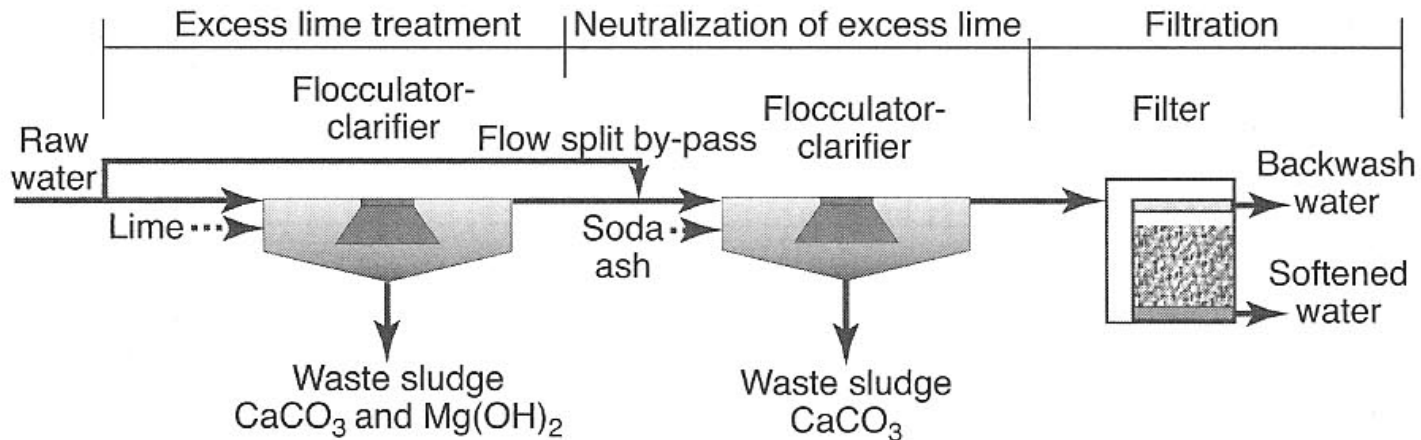 Excess lime treatment
Neutralization of excess lime
Filtration
Flocculator-
clarifier
Flow split by-pass
Flocculator-
clarifier
Filter
Raw
water
Lime
Soda
ash
Backwash
water
Softened
water
Waste sludge
CaCO₃ and Mg(OH)₂
Waste sludge
CaCO₃